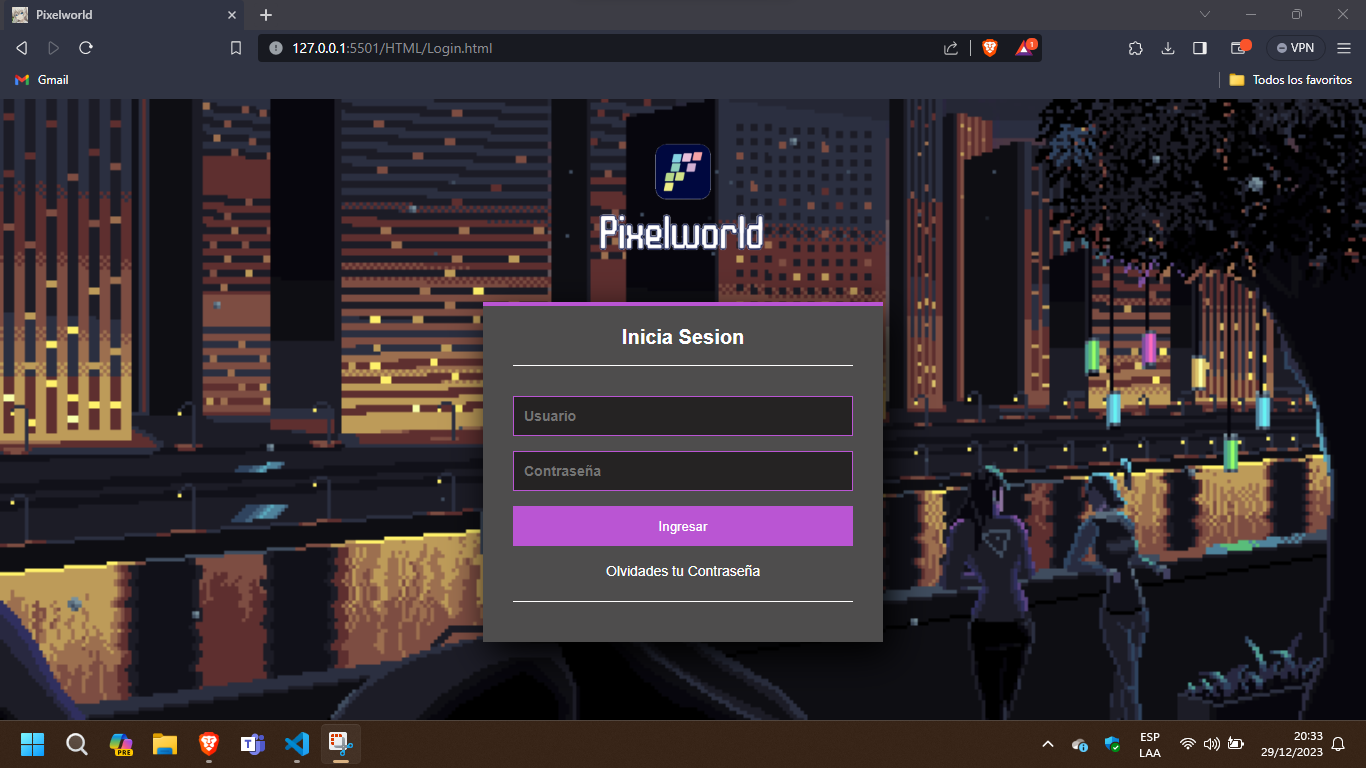 Pixelworld
127.0.0.1:5501/HTML/Login.html
1
VPN
Gmail
Todos los favoritos
Pixelworld
Inicia Sesion
Usuario
Contraseña
Ingresar
Olvidades tu Contraseña
PRE
ESP
LAA
20:33
29/12/2023